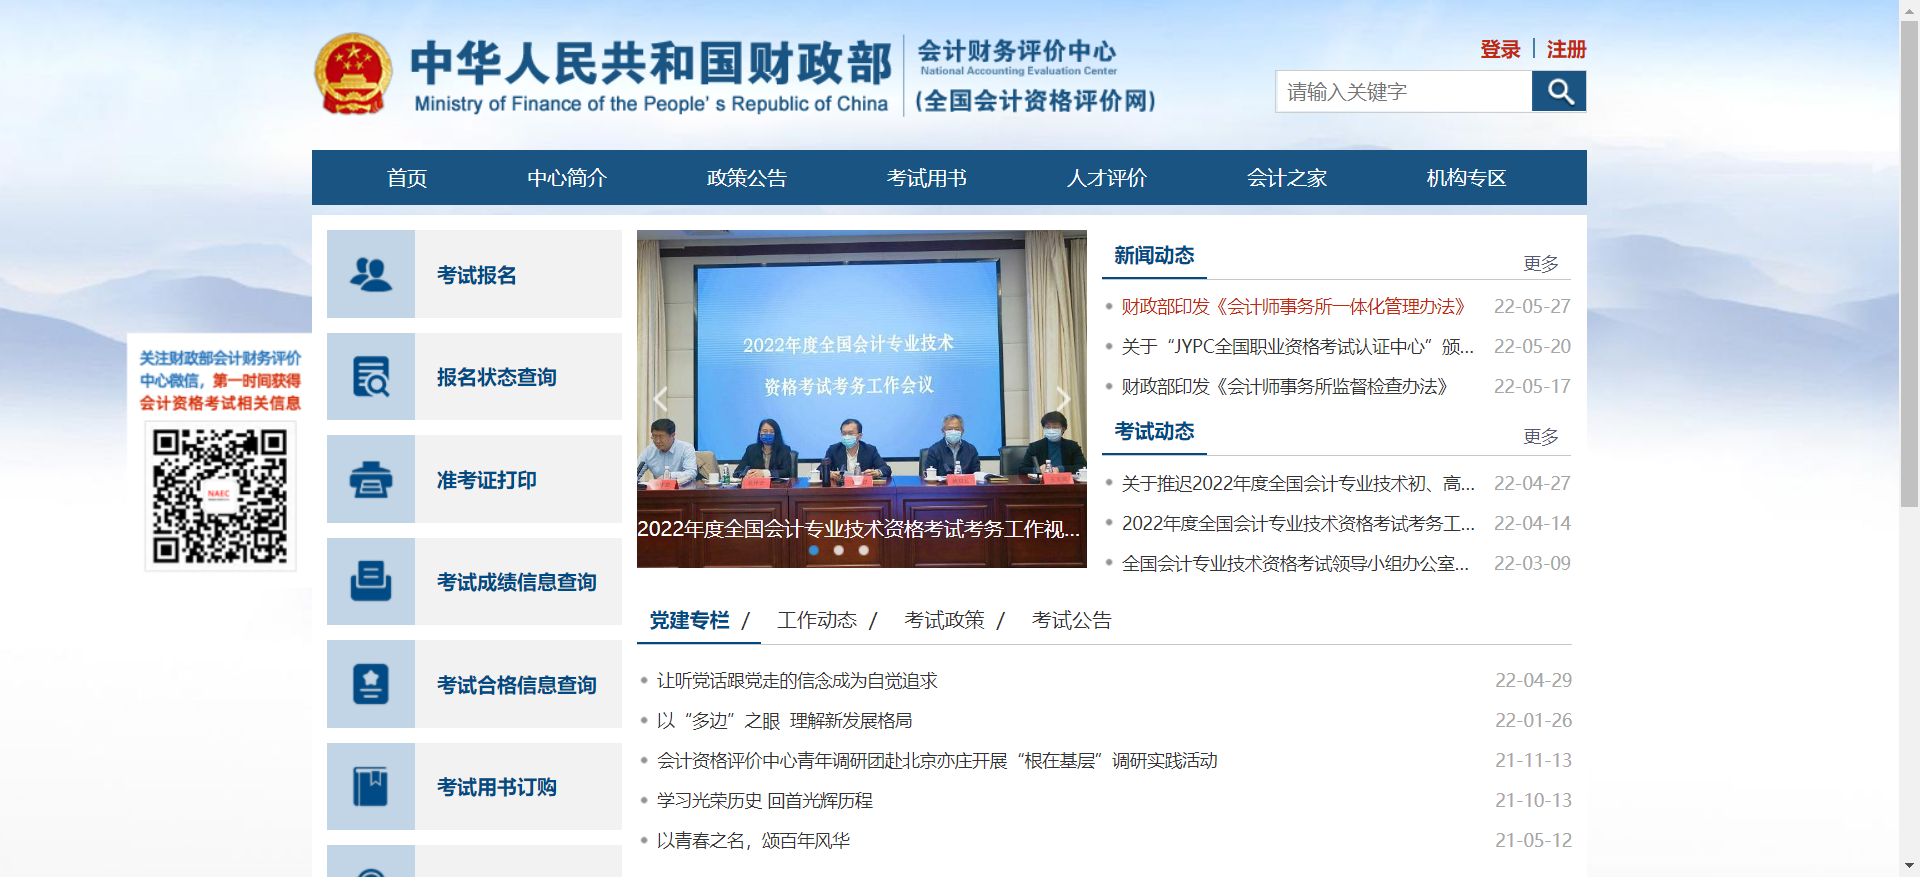 中华人民共和国财政部
Ministry of Finance of the People's Republic of China
会计财务评价中心
National Accounting Evaluation Center
(全国会计资格评价网)
登录 | 注册
请输入关键字
首页 中心简介 政策公告 考试用书 人才评价 会计之家 机构专区
关注财政部会计财务评价
中心微信，第一时间获得
会计资格考试相关信息
NAEC
考试报名
报名状态查询
准考证打印
考试成绩信息查询
考试合格信息查询
考试用书订购
2022年度全国会计专业技术
资格考试考务工作会议
2022年度全国会计专业技术资格考试考务工作视...
新闻动态 更多
财政部印发《会计师事务所一体化管理办法》 22-05-27
关于“JYPC全国职业资格考试认证中心”颁... 22-05-20
财政部印发《会计师事务所监督检查办法》 22-05-17
考试动态 更多
关于推迟2022年度全国会计专业技术初、高... 22-04-27
2022年度全国会计专业技术资格考试考务工... 22-04-14
全国会计专业技术资格考试领导小组办公室... 22-03-09
党建专栏 / 工作动态 / 考试政策 / 考试公告
让听党话跟党走的信念成为自觉追求 22-04-29
以“多边”之眼 理解新发展格局 22-01-26
会计资格评价中心青年调研团赴北京亦庄开展“根在基层”调研实践活动 21-11-13
学习光荣历史 回首光辉历程 21-10-13
以青春之名，颂百年风华 21-05-12